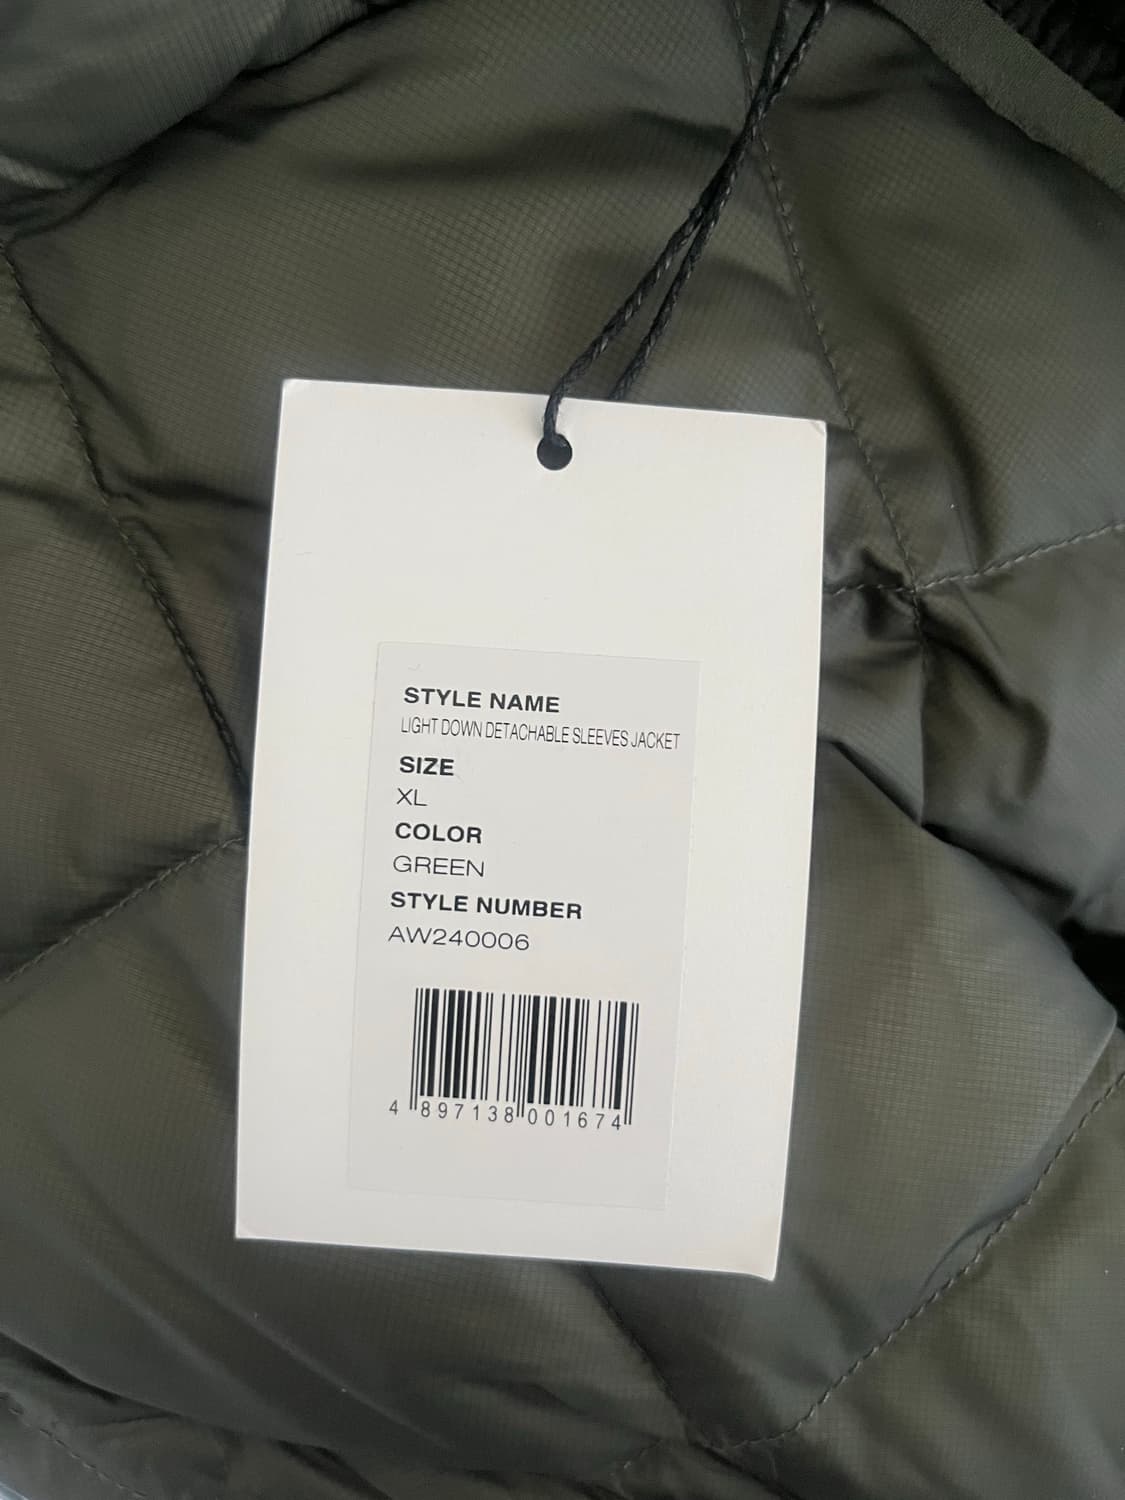 STYLE NAME
LIGHT DOWN DETACHABLE SLEEVES JACKET
SIZE
XL
COLOR
GREEN
STYLE NUMBER
AW240006
4 897138 001674